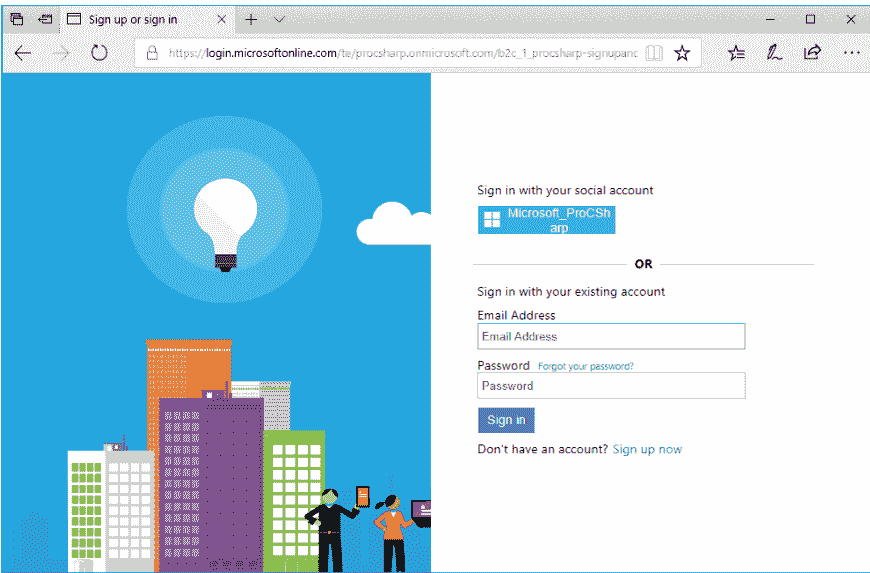 Sign up or sign in
https://login.microsoftonline.com/te/procsharp.onmicrosoft.com/b2c_1_procsharp-signupanc
Sign in with your social account
Microsoft_ProCSh
arp
OR
Sign in with your existing account
Email Address
Email Address
Password Forgot your password?
Password
Sign in
Don't have an account? Sign up now